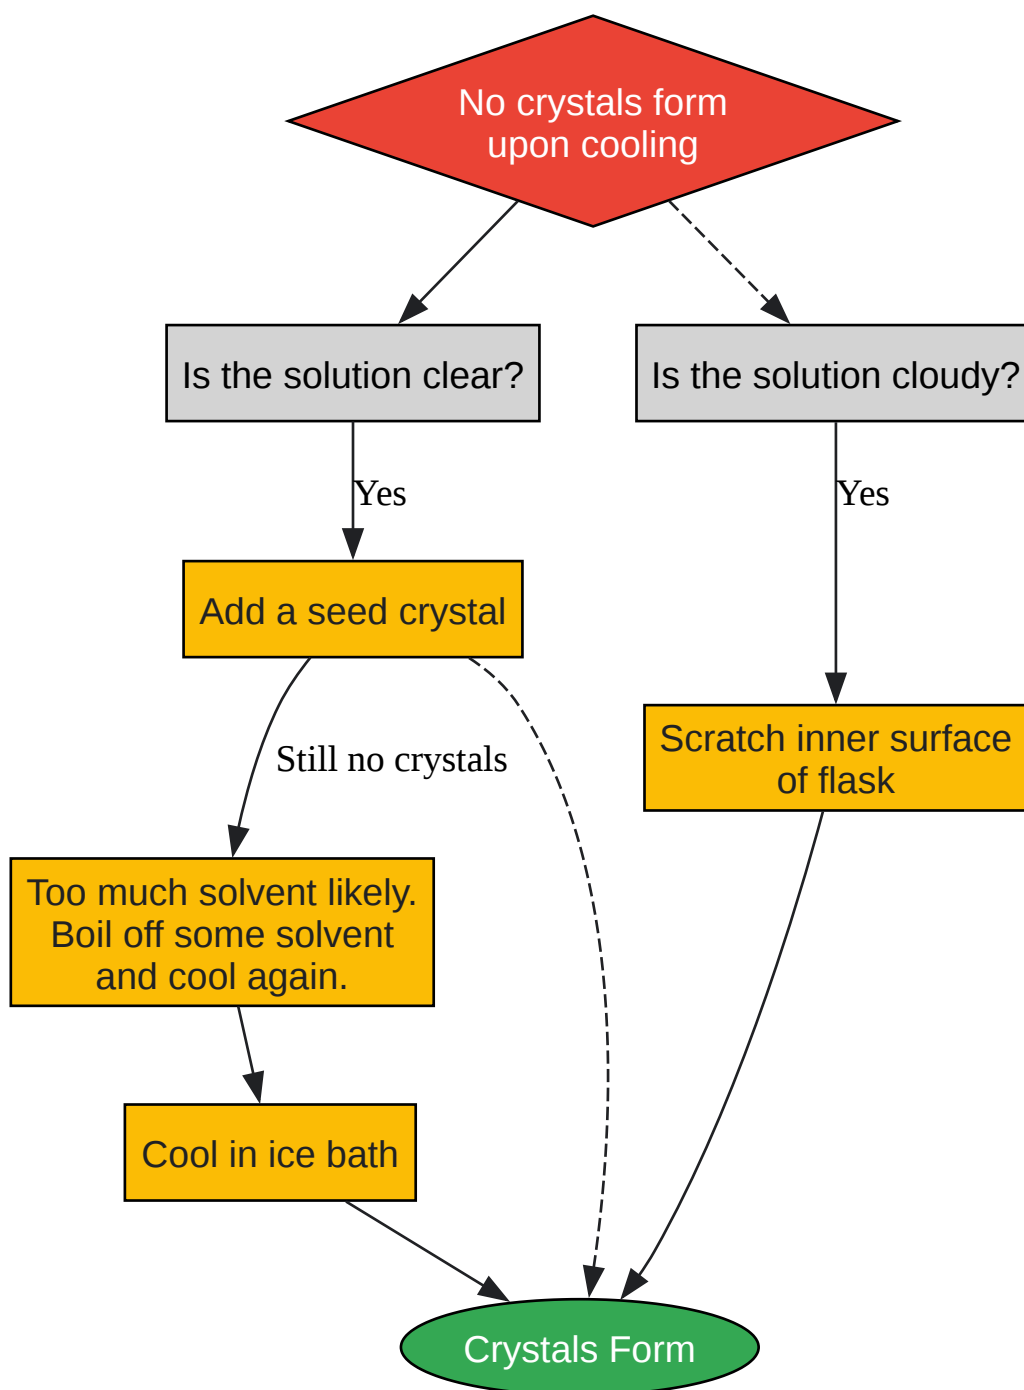 No crystals form
upon cooling
Is the solution clear?
Is the solution cloudy?
Yes
Yes
Add a seed crystal
Scratch inner surface
of flask
Still no crystals
Too much solvent likely.
Boil off some solvent
and cool again.
Cool in ice bath
Crystals Form